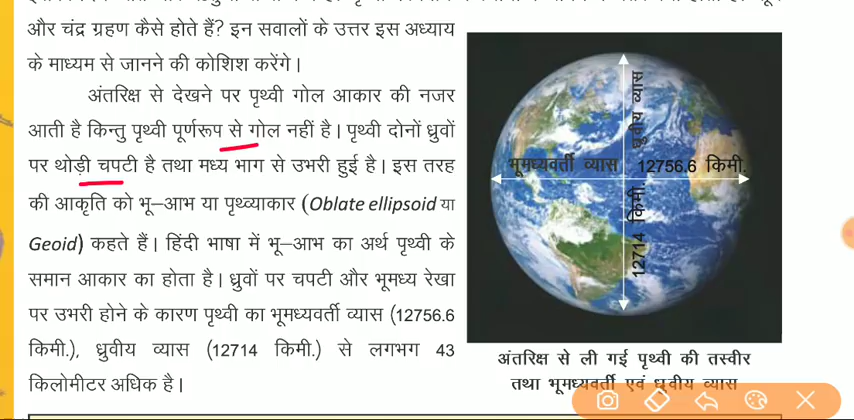 और चंद्र ग्रहण कैसे होते हैं? इन सवालों के उत्तर इस अध्याय
के माध्यम से जानने की कोशिश करेंगे।
अंतरिक्ष से देखने पर पृथ्वी गोल आकार की नजर
आती है किन्तु पृथ्वी पूर्णरूप से गोल नहीं है। पृथ्वी दोनों ध्रुवों
पर थोड़ी चपटी है तथा मध्य भाग से उभरी हुई है। इस तरह
की आकृति को भू–आभ या पृथ्व्याकार (Oblate ellipsoid या
Geoid) कहते हैं। हिंदी भाषा में भू–आभ का अर्थ पृथ्वी के
समान आकार का होता है। ध्रुवों पर चपटी और भूमध्य रेखा
पर उभरी होने के कारण पृथ्वी का भूमध्यवर्ती व्यास (12756.6
किमी.), ध्रुवीय व्यास (12714 किमी.) से लगभग 43
किलोमीटर अधिक है।
ध्रुवीय व्यास
भूमध्यवर्ती व्यास 12756.6 किमी.
12714 किमी.
अंतरिक्ष से ली गई पृथ्वी की तस्वीर
तथा भूमध्यवर्ती एवं ध्रुवीय व्यास